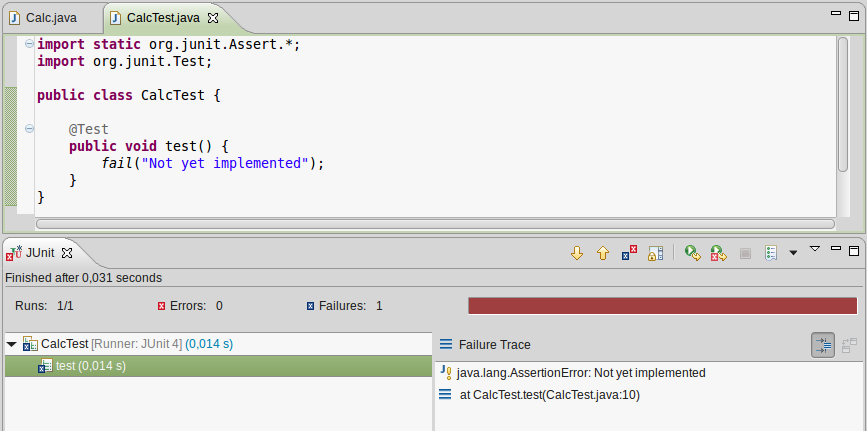 Calc.java CalcTest.java
import static org.junit.Assert.*;
import org.junit.Test;
public class CalcTest {
@Test
public void test() {
fail("Not yet implemented");
}
}
JUnit
Finished after 0,031 seconds
Runs: 1/1 Errors: 0 Failures: 1
CalcTest [Runner: JUnit 4] (0,014 s)
test (0,014 s)
Failure Trace
java.lang.AssertionError: Not yet implemented
at CalcTest.test(CalcTest.java:10)